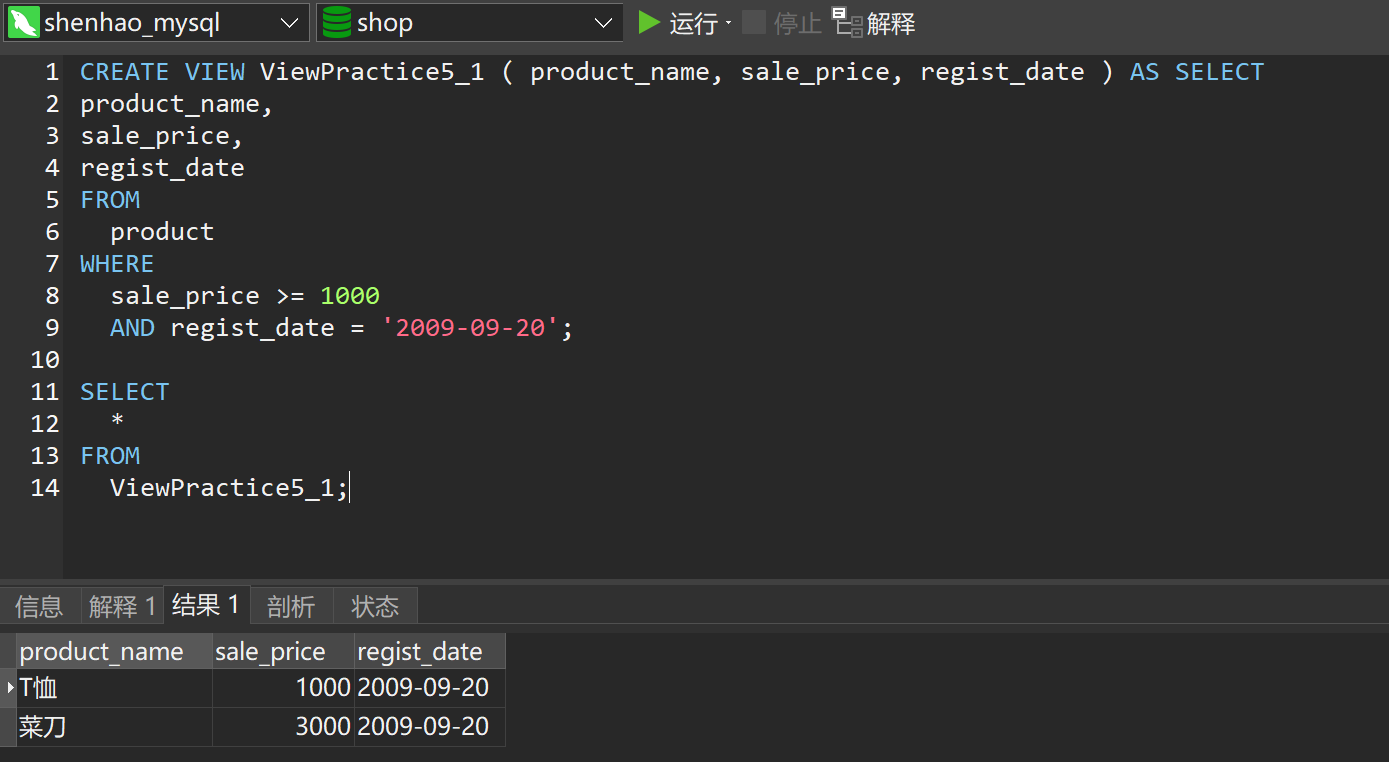 shenhao_mysql shop 运行 停止 解释
1 CREATE VIEW ViewPractice5_1 ( product_name, sale_price, regist_date ) AS SELECT
2 product_name,
3 sale_price,
4 regist_date
5 FROM
6 product
7 WHERE
8 sale_price >= 1000
9 AND regist_date = '2009-09-20';
10
11 SELECT
12 *
13 FROM
14 ViewPractice5_1;
信息 解释 1 结果 1 剖析 状态
product_name sale_price regist_date
T恤 1000 2009-09-20
菜刀 3000 2009-09-20